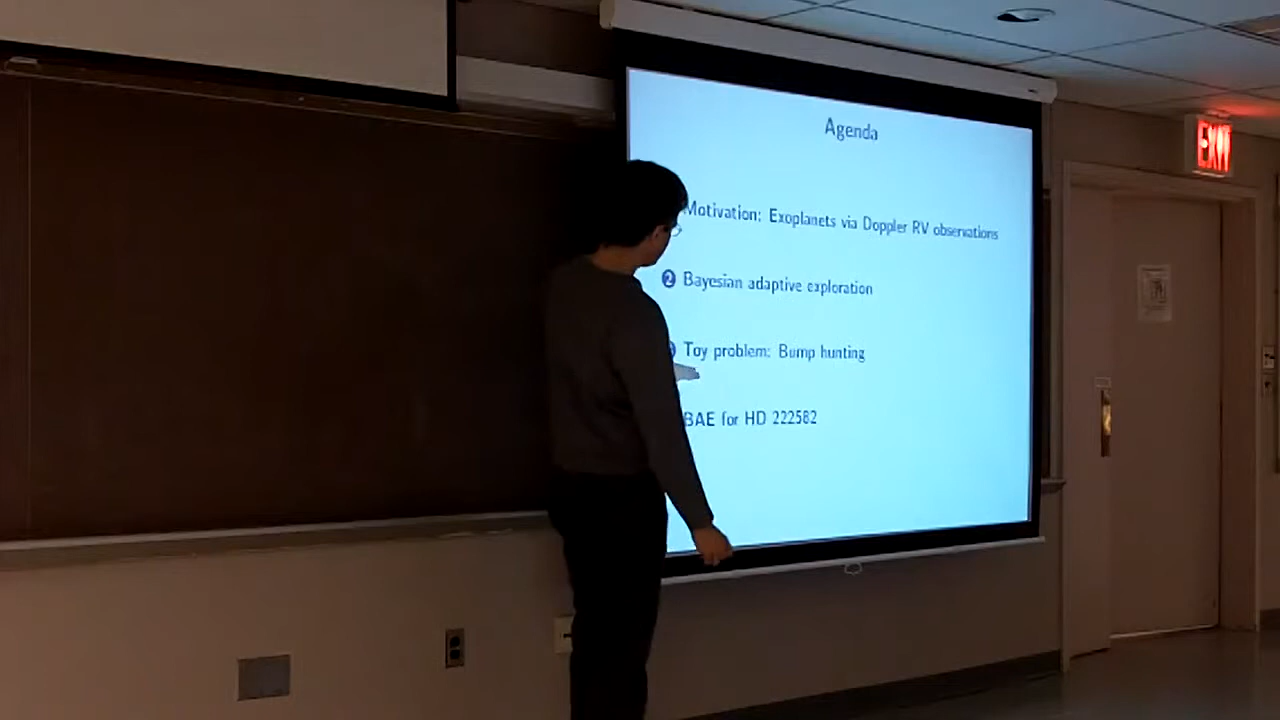 Agenda
Motivation: Exoplanets via Doppler RV observations
2 Bayesian adaptive exploration
Toy problem: Bump hunting
BAE for HD 222582
EXIT